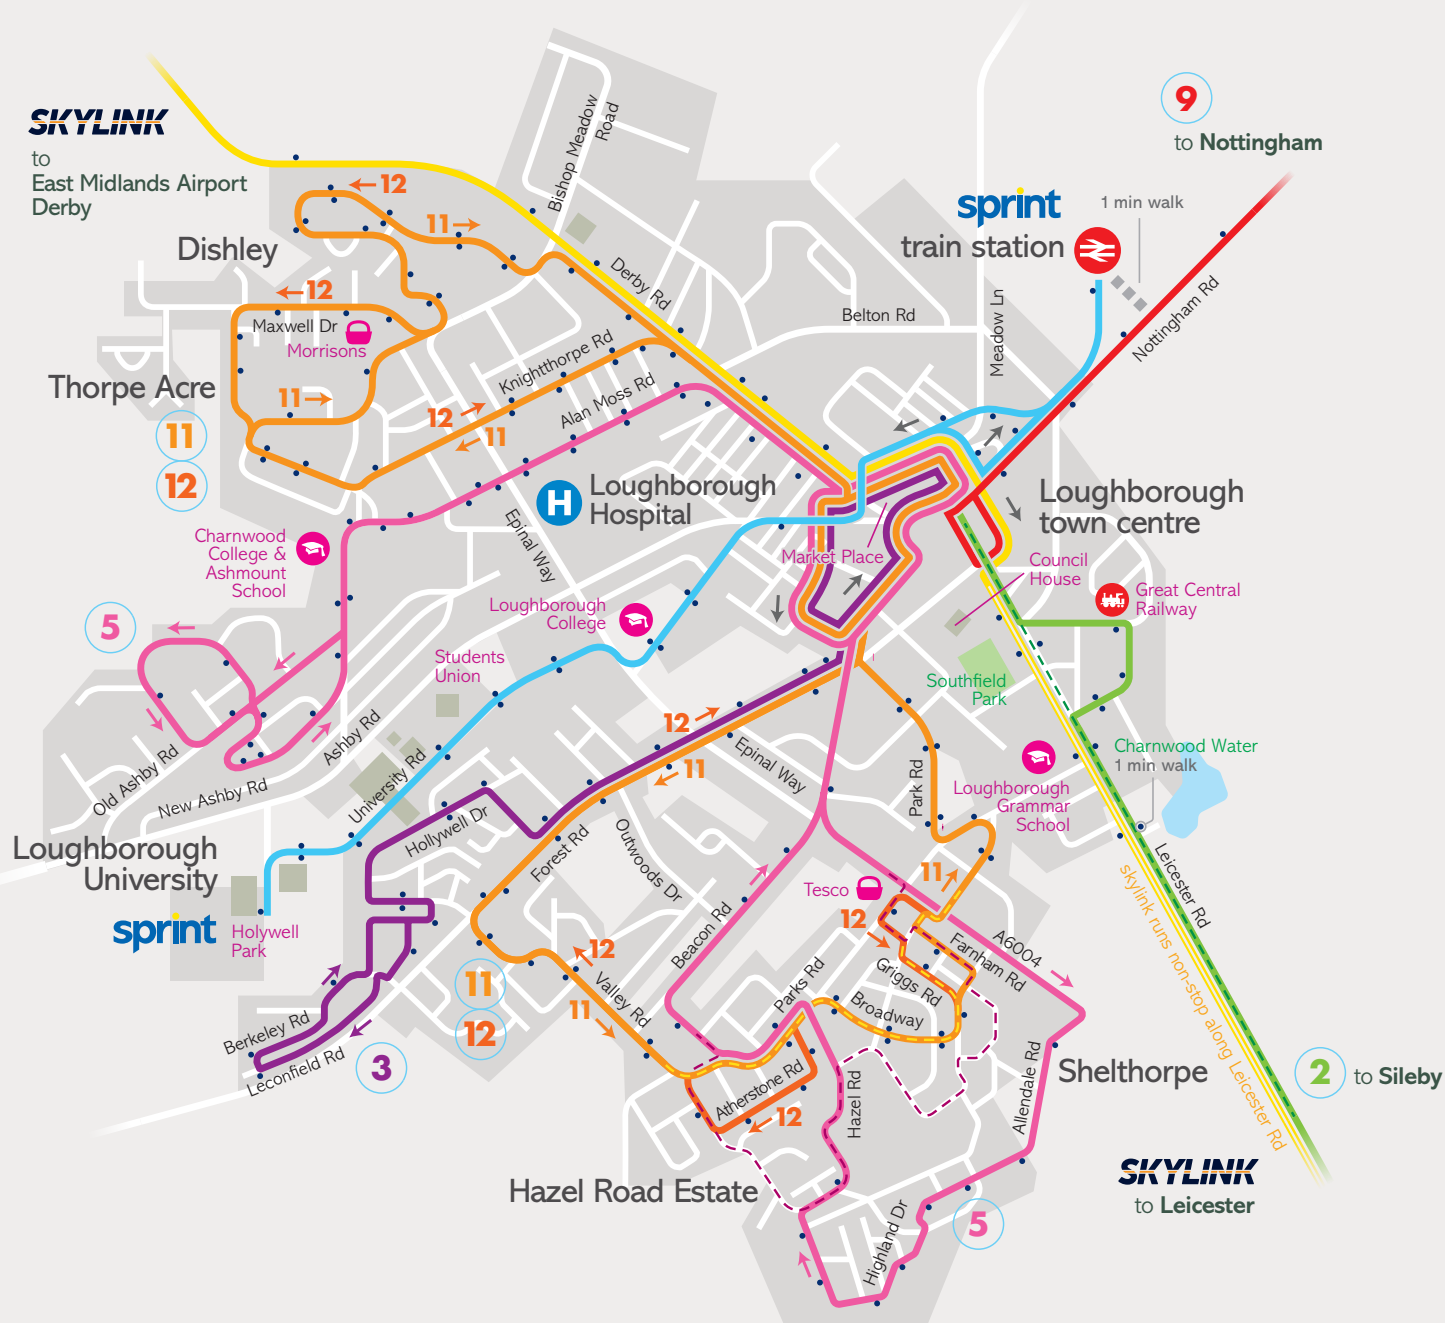 SKYLINK
to
East Midlands Airport
Derby
9
to Nottingham
Bishop Meadow
Road
12
11
Dishley
sprint
train station
1 min walk
12
Maxwell Dr
Morrisons
Derby Rd
Belton Rd
Meadow Ln
Nottingham Rd
Thorpe Acre
11
12
11
Knightthorpe Rd
Alan Moss Rd
12
11
H
Loughborough
Hospital
Loughborough
town centre
Epinal Way
Charnwood
College &
Ashmount
School
Market Place
Council
House
Great Central
Railway
5
Loughborough
College
Students
Union
Southfield
Park
12
11
Epinal Way
Ashby Rd
Old Ashby Rd
New Ashby Rd
University Rd
Hollywell Dr
Charnwood Water
1 min walk
Park Rd
Loughborough
Grammar
School
Loughborough
University
sprint
Holywell
Park
Forest Rd
Outwoods Dr
Tesco
11
12
Beacon Rd
Leicester Rd
skylink runs non-stop along Leicester Rd
A6004
Farnham Rd
Griggs Rd
Parks Rd
Broadway
12
11
Valley Rd
11
12
Berkeley Rd
Leconfield Rd
3
Atherstone Rd
12
Hazel Rd
Allendale Rd
Shelthorpe
2
to Sileby
Hazel Road Estate
SKYLINK
to Leicester
Highland Dr
5